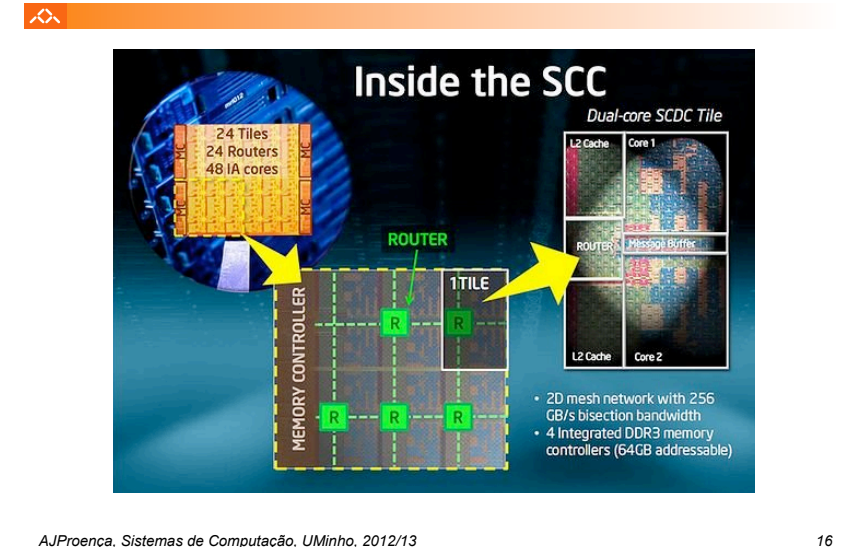 Inside the SCC
Dual-core SCDC Tile
24 Tiles
24 Routers
48 IA cores
MC
MC
MC
MC
L2 Cache
Core 1
ROUTER
Message Buffer
L2 Cache
Core 2
ROUTER
1 TILE
MEMORY CONTROLLER
R
R
R
R
R
• 2D mesh network with 256
GB/s bisection bandwidth
• 4 Integrated DDR3 memory
controllers (64GB addressable)
AJProença, Sistemas de Computação, UMinho, 2012/13
16